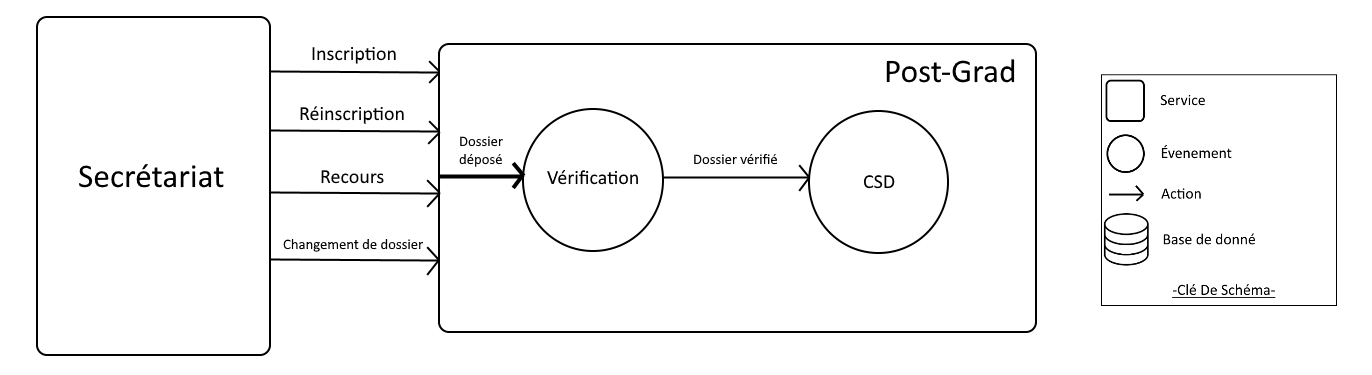 Secrétariat
Inscription
Réinscription
Recours
Changement de dossier
Post-Grad
Dossier
déposé
Vérification
Dossier vérifié
CSD
Service
Évenement
Action
Base de donné
-Clé De Schéma-